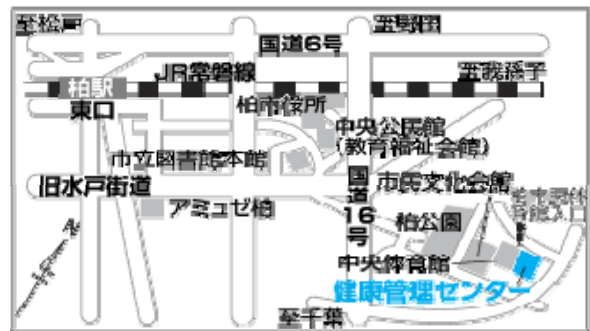 至松戸
至野田
国道6号
JR常磐線
至我孫子
柏駅
東口
柏市役所
中央公民館
(教育福祉会館)
市立図書館本館
旧水戸街道
国道16号
市民文化会館
アミュゼ柏
柏公園
中央体育館
健康管理センター
至千葉